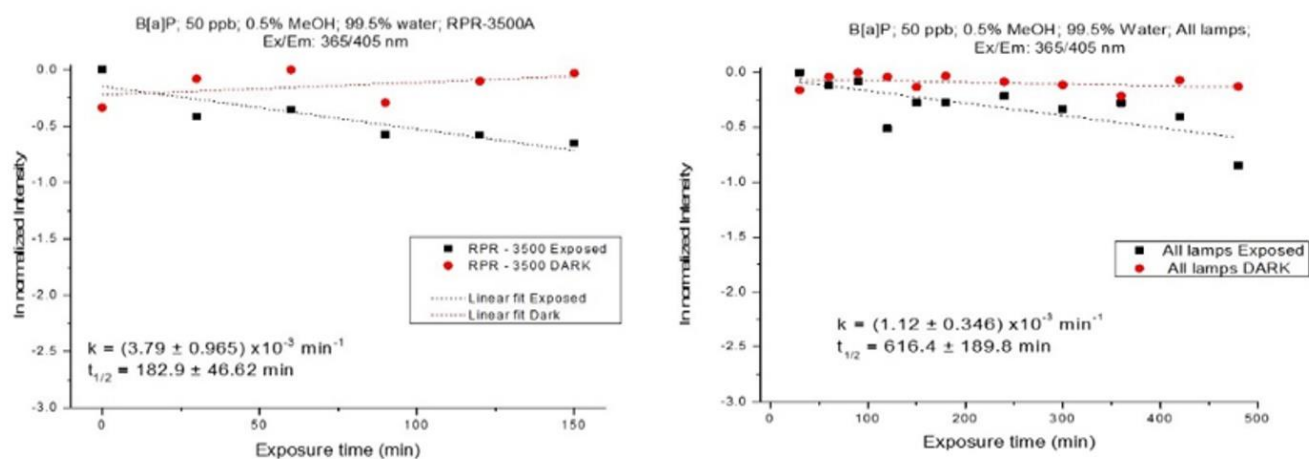 B[a]P; 50 ppb; 0.5% MeOH; 99.5% water; RPR-3500A
Ex/Em: 365/405 nm
0.0
-0.5
-1.0
-1.5
-2.0
-2.5
-3.0
ln normalized Intensity
RPR - 3500 Exposed
RPR - 3500 DARK
Linear fit Exposed
Linear fit Dark
k = (3.79 ± 0.965) x10⁻³ min⁻¹
t₁/₂ = 182.9 ± 46.62 min
0 50 100 150
Exposure time (min)
B[a]P; 50 ppb; 0.5% MeOH; 99.5% Water; All lamps;
Ex/Em: 365/405 nm
0.0
-0.5
-1.0
-1.5
-2.0
-2.5
-3.0
ln normalized Intensity
All lamps Exposed
All lamps DARK
k = (1.12 ± 0.346) x10⁻³ min⁻¹
t₁/₂ = 616.4 ± 189.8 min
0 100 200 300 400 500
Exposure time (min)